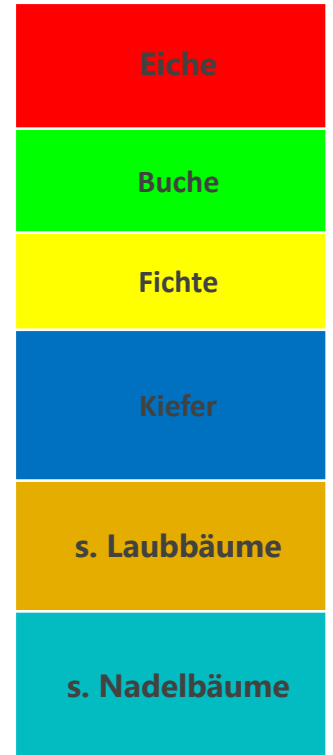 Eiche
Buche
Fichte
Kiefer
s. Laubbäume
s. Nadelbäume